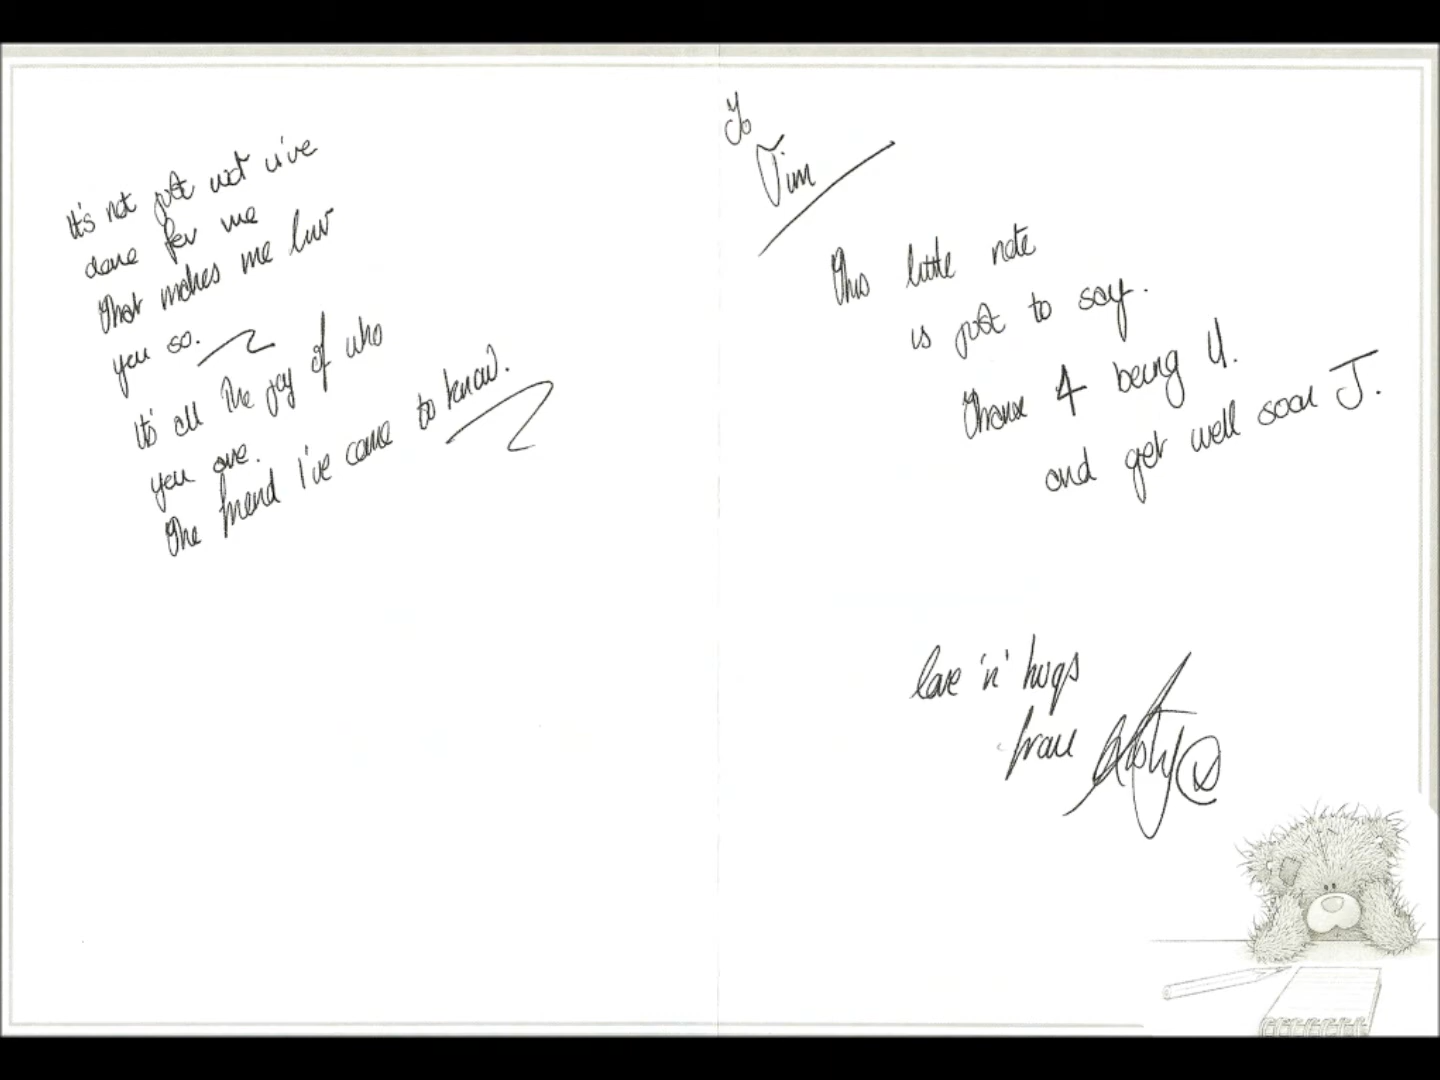 It's not just wot u've
done for me
that makes me luv
you so.
It's all the joy of who
you are.
the friend I've come to know.
To
Tim
This little note
is just to say.
Thanx 4 being U.
and get well soon J.
love 'n' hugs
from Kirsty